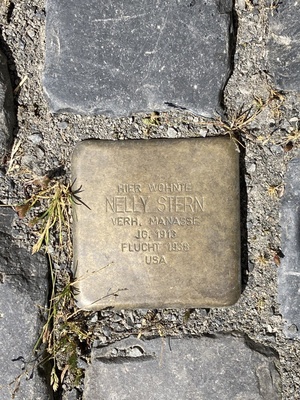 HIER WOHNTE
NELLY STERN
VERH. MANASSE
JG. 1913
FLUCHT 1938
USA